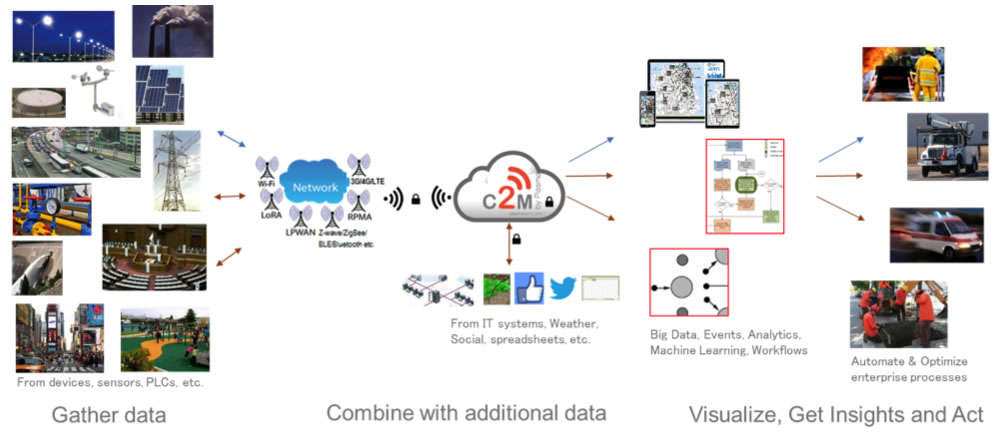 Wi-Fi
3G/4G/LTE
Network
LoRA
RPMA
LPWAN
Z-wave/ZigBee/
BLE/Bluetooth etc.
C2M
From IT systems, Weather,
Social, spreadsheets, etc.
Big Data, Events, Analytics,
Machine Learning, Workflows
Automate & Optimize
enterprise processes
From devices, sensors, PLCs, etc.
Gather data
Combine with additional data
Visualize, Get Insights and Act